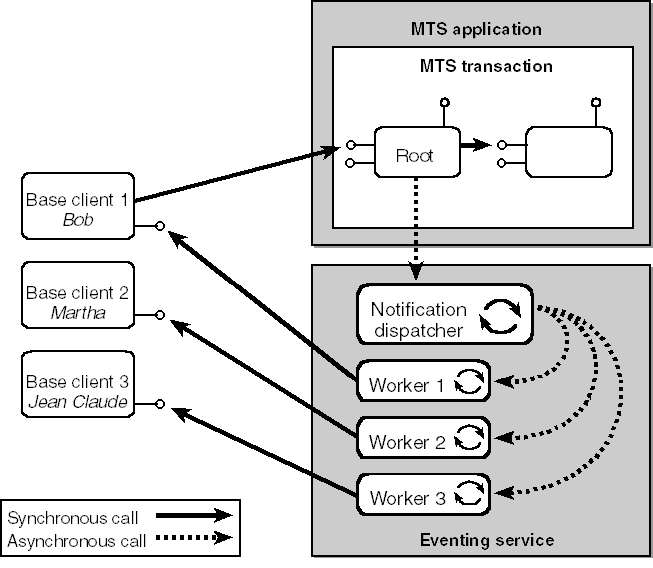 MTS application
MTS transaction
Root
Base client 1
Bob
Base client 2
Martha
Base client 3
Jean Claude
Notification
dispatcher
Worker 1
Worker 2
Worker 3
Eventing service
Synchronous call
Asynchronous call